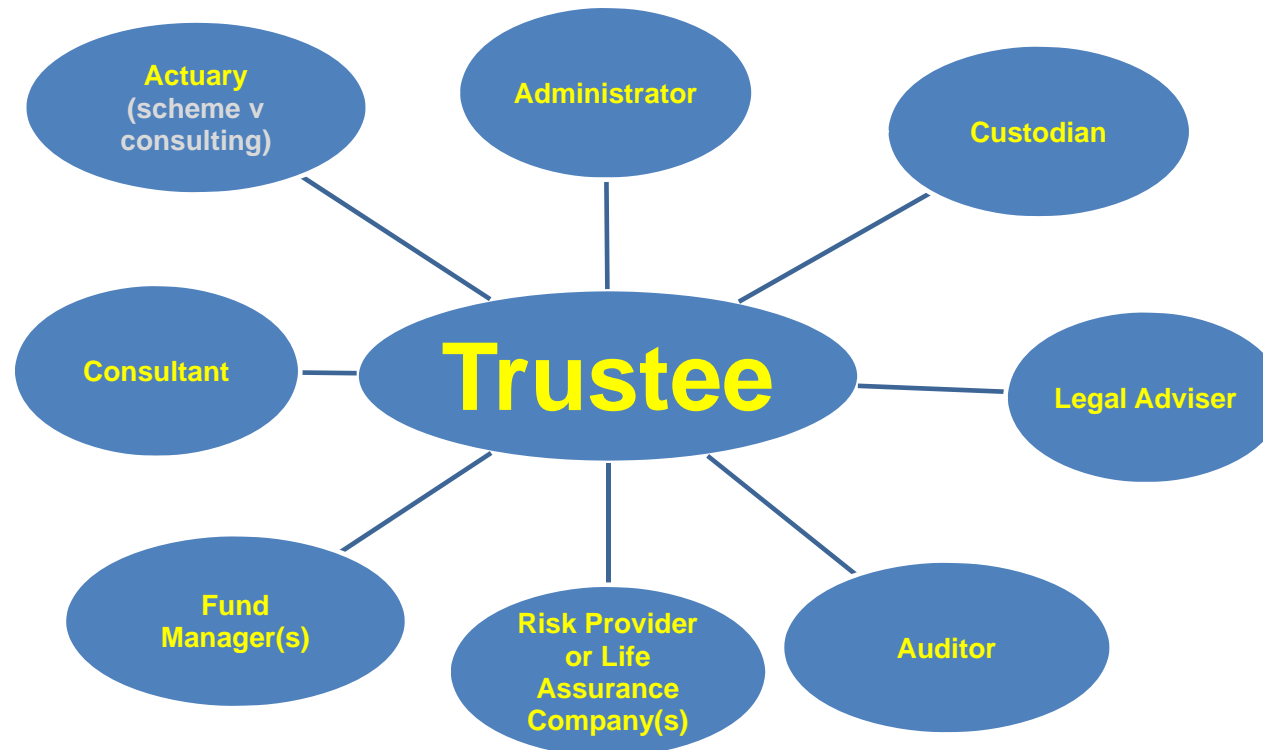 Actuary
(scheme v
consulting)
Administrator
Custodian
Consultant
Trustee
Legal Adviser
Fund
Manager(s)
Risk Provider
or Life
Assurance
Company(s)
Auditor